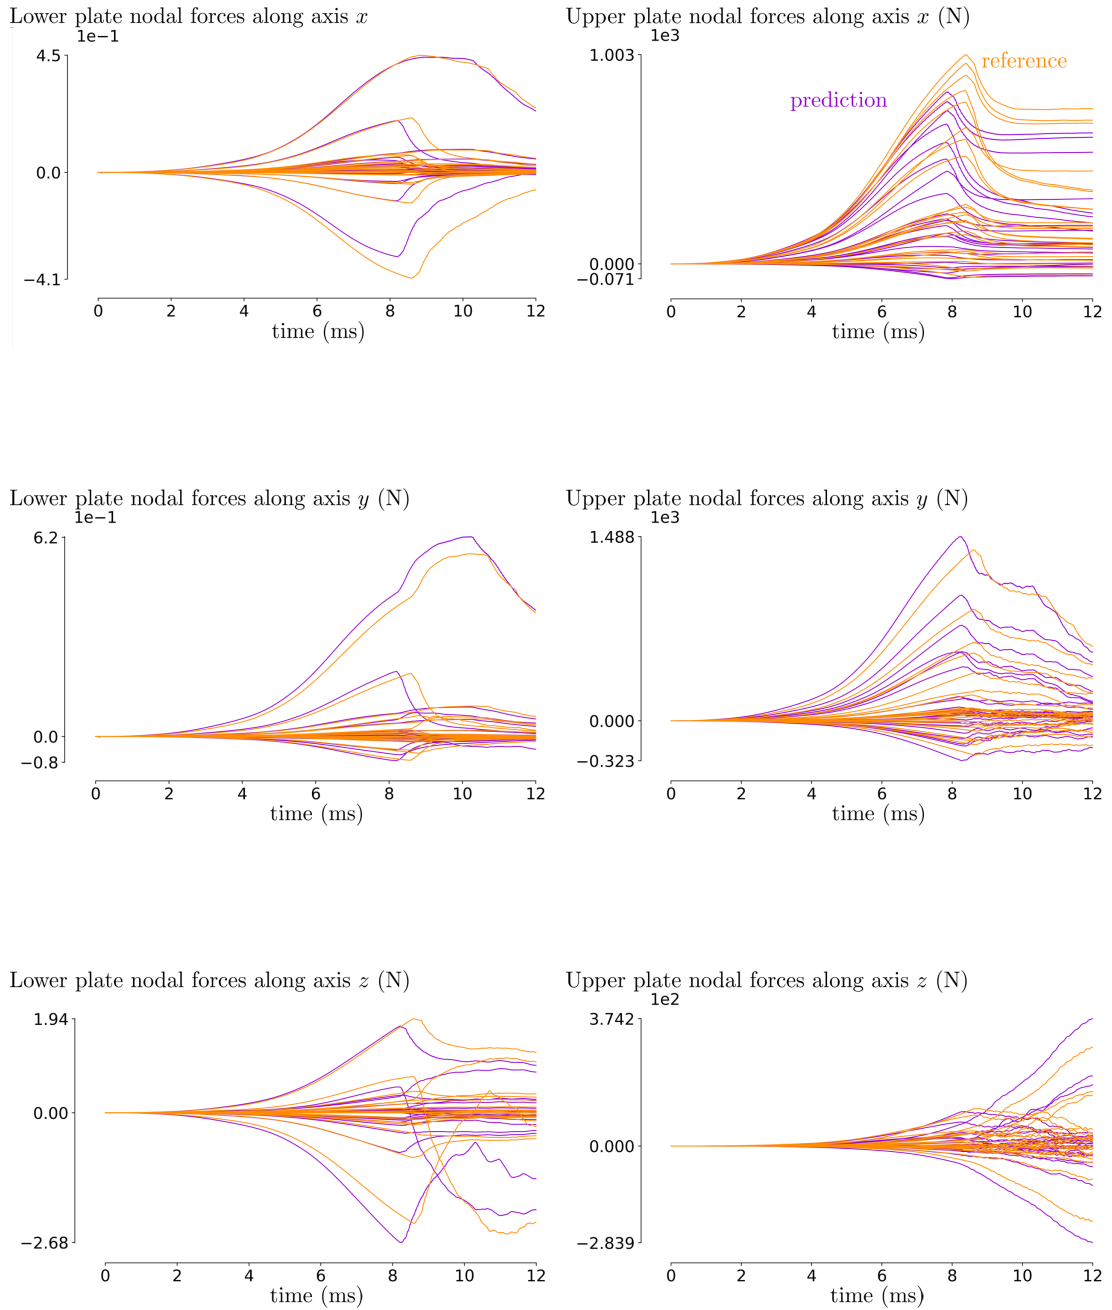 Lower plate nodal forces along axis x
1e−1
4.5
0.0
−4.1
0 2 4 6 8 10 12
time (ms)
Upper plate nodal forces along axis x (N)
1e3
1.003
reference
prediction
0.000
−0.071
0 2 4 6 8 10 12
time (ms)
Lower plate nodal forces along axis y (N)
1e−1
6.2
0.0
−0.8
0 2 4 6 8 10 12
time (ms)
Upper plate nodal forces along axis y (N)
1e3
1.488
0.000
−0.323
0 2 4 6 8 10 12
time (ms)
Lower plate nodal forces along axis z (N)
1.94
0.00
−2.68
0 2 4 6 8 10 12
time (ms)
Upper plate nodal forces along axis z (N)
1e2
3.742
0.000
−2.839
0 2 4 6 8 10 12
time (ms)